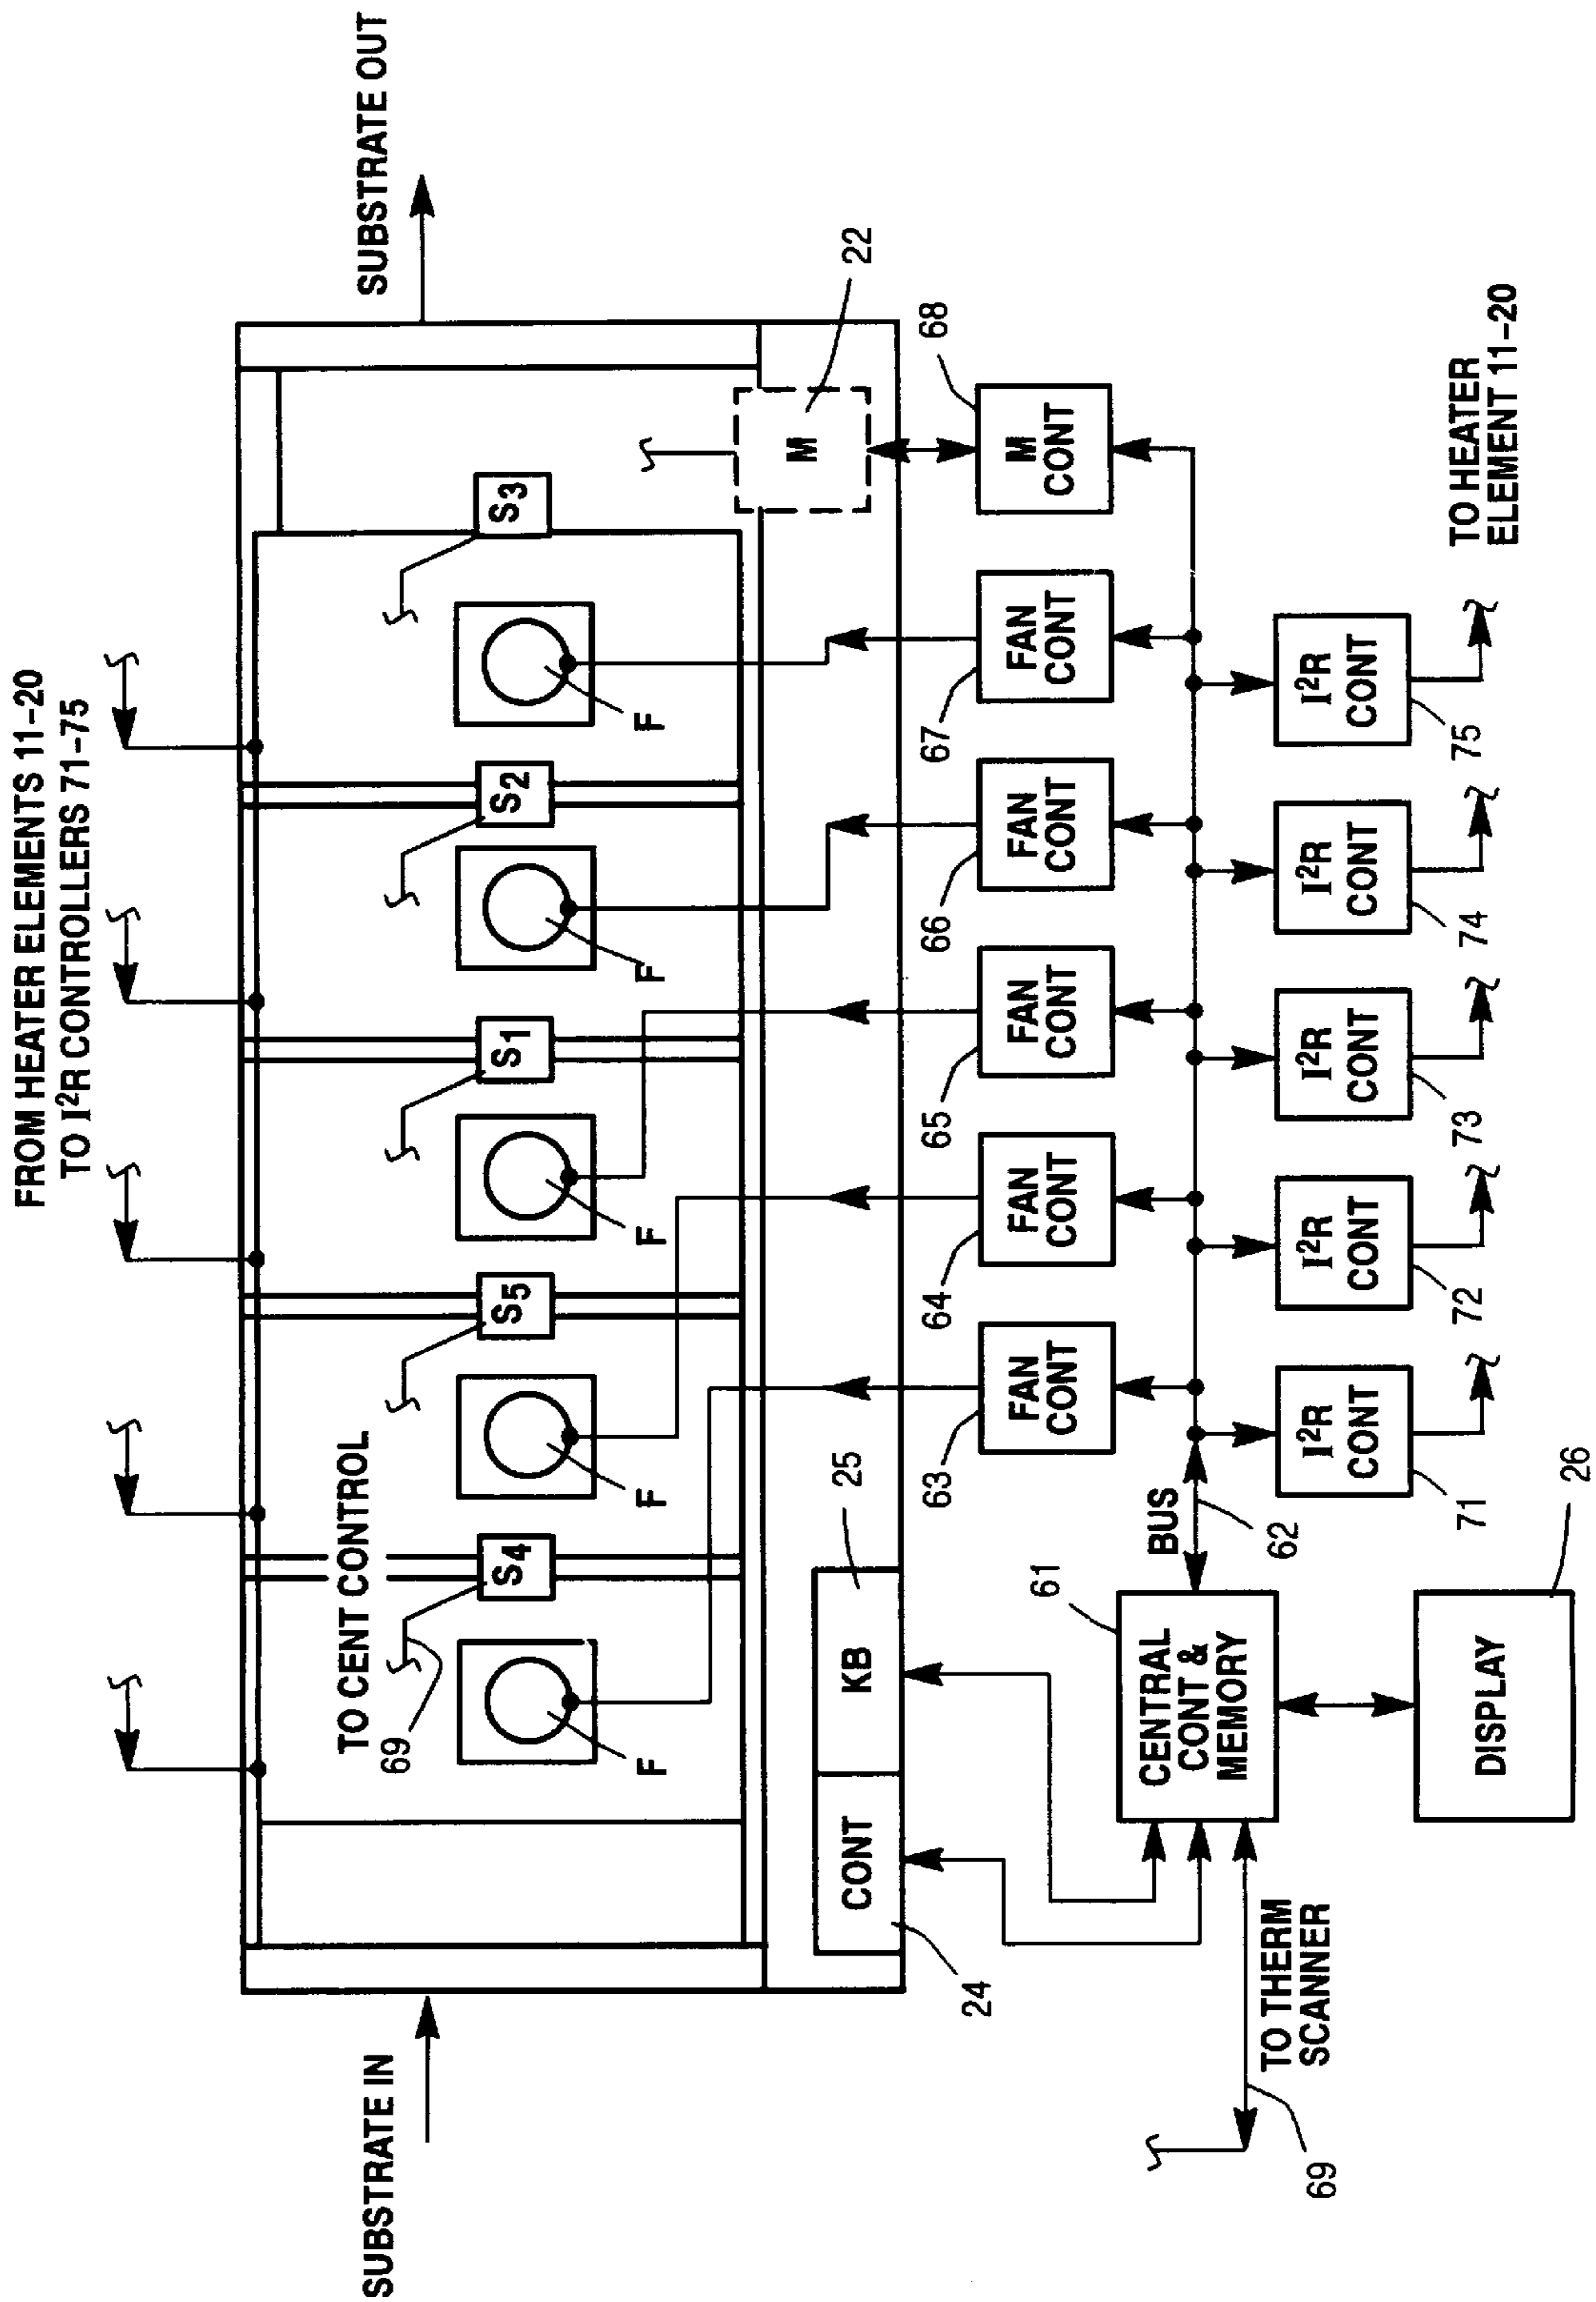 FROM HEATER ELEMENTS 11-20
TO I²R CONTROLLERS 71-75
SUBSTRATE IN
SUBSTRATE OUT
TO CENT CONTROL
69
S4
S5
S1
S2
S3
F
F
F
F
F
M
22
CONT
KB
24
25
63
FAN
CONT
64
FAN
CONT
65
FAN
CONT
66
FAN
CONT
67
FAN
CONT
68
M
CONT
61
CENTRAL
CONT &
MEMORY
BUS
62
TO THERM
SCANNER
69
DISPLAY
26
I²R
CONT
71
I²R
CONT
72
I²R
CONT
73
I²R
CONT
74
I²R
CONT
75
TO HEATER
ELEMENT 11-20